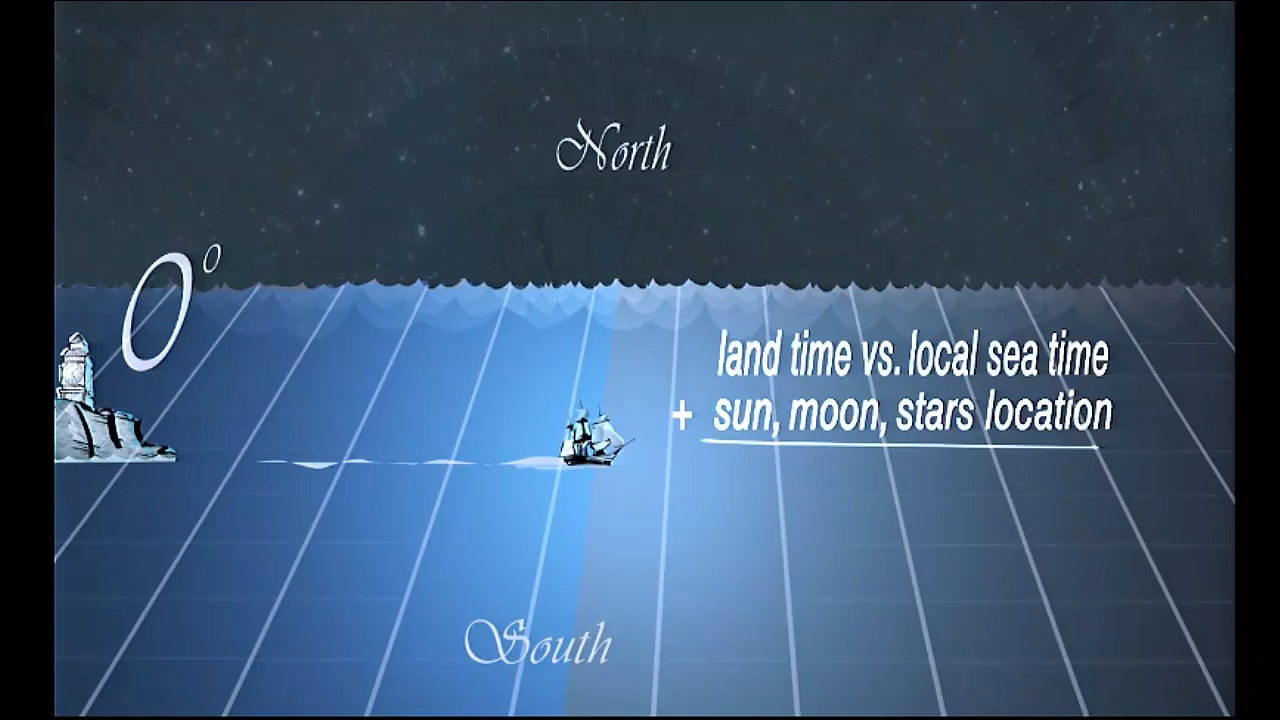 North
0°
land time vs. local sea time
+ sun, moon, stars location
South